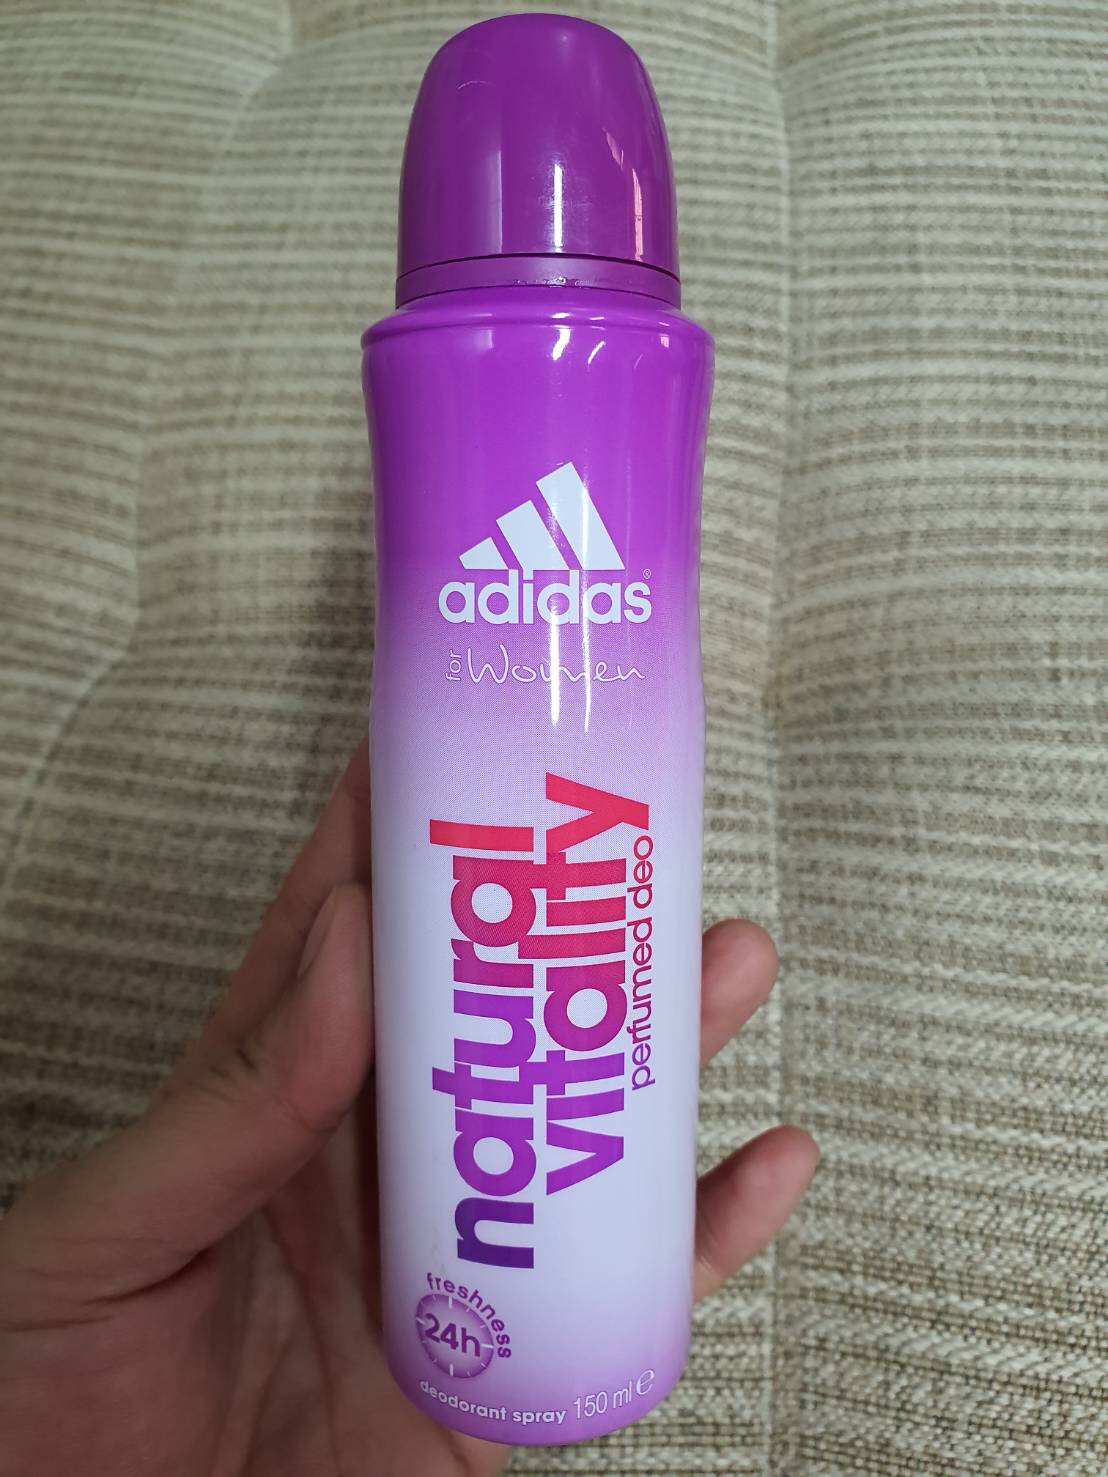 adidas®
for Women
natural
vitality
perfumed deo
freshness
24h
deodorant spray 150 ml ℮